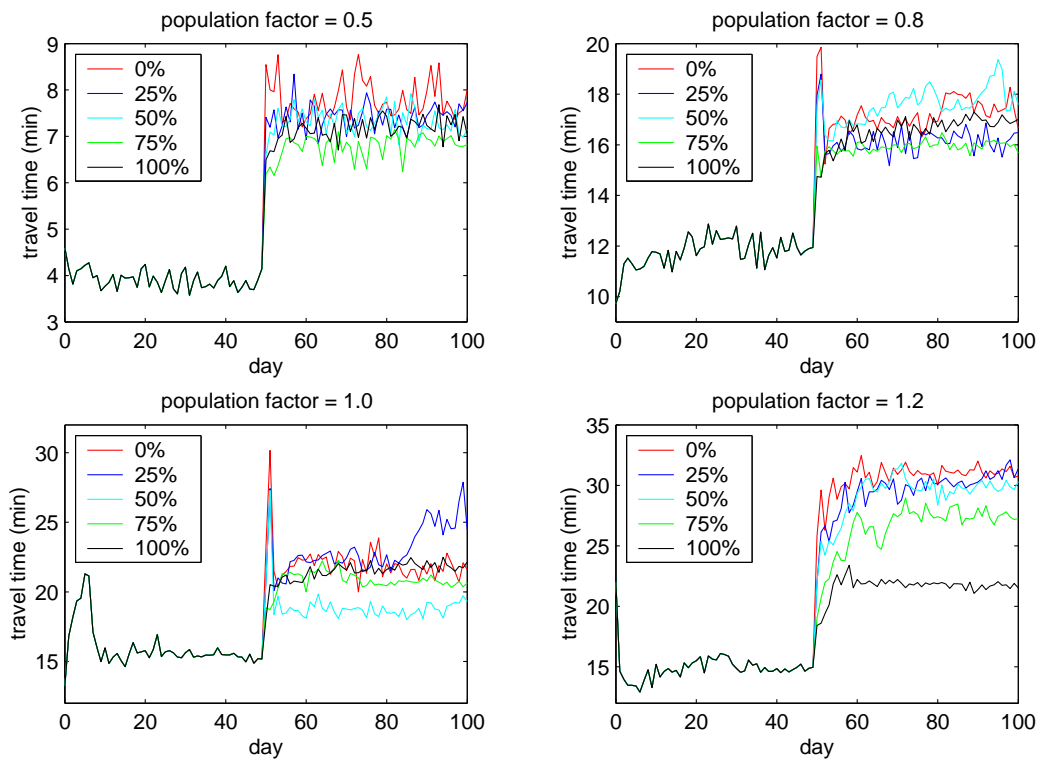 population factor = 0.5
9
8
7
6
5
4
3
travel time (min)
0%
25%
50%
75%
100%
0 20 40 60 80 100
day
population factor = 0.8
20
18
16
14
12
10
travel time (min)
0%
25%
50%
75%
100%
0 20 40 60 80 100
day
population factor = 1.0
30
25
20
15
travel time (min)
0%
25%
50%
75%
100%
0 20 40 60 80 100
day
population factor = 1.2
35
30
25
20
15
travel time (min)
0%
25%
50%
75%
100%
0 20 40 60 80 100
day